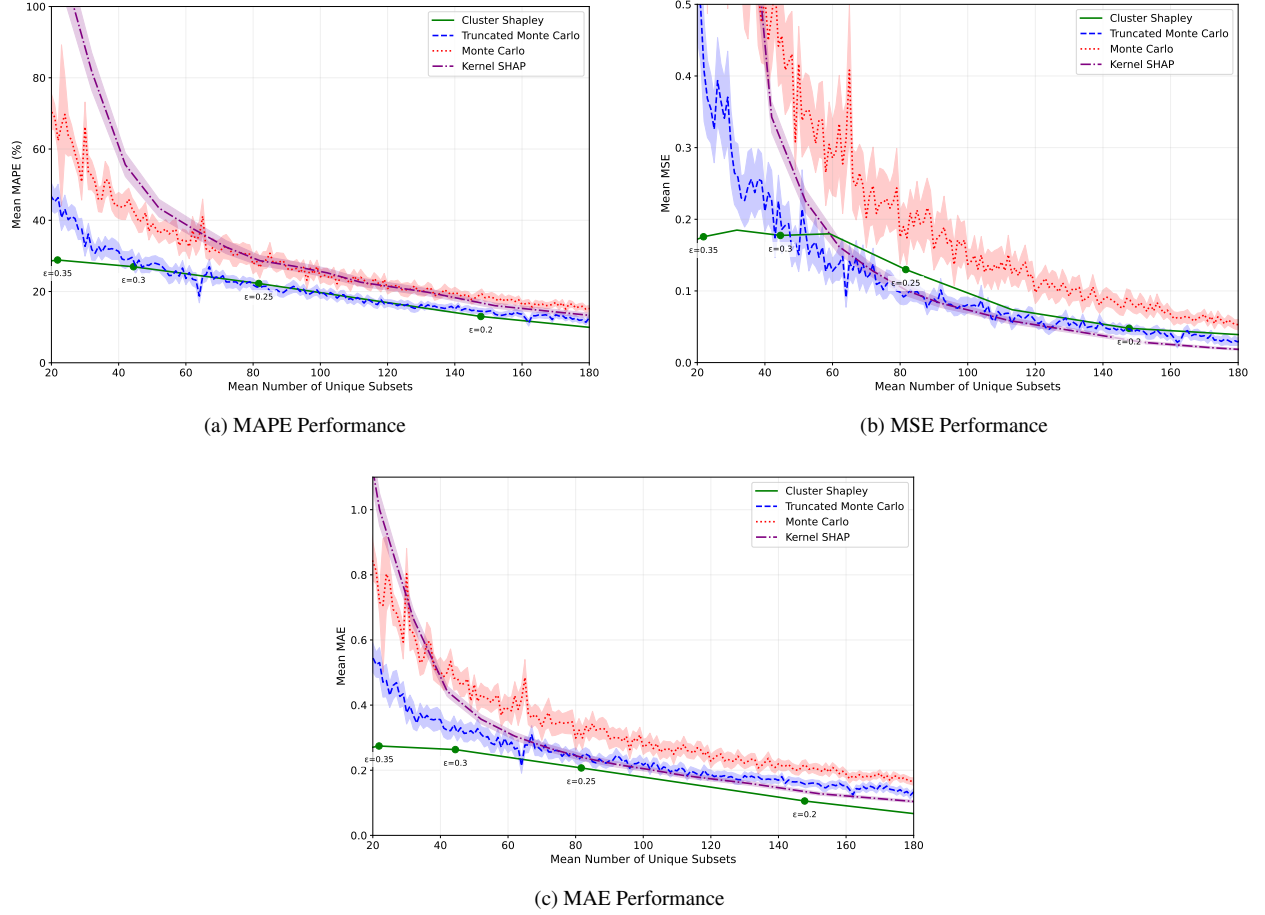 100
80
60
40
20
0
20
40
60
80
100
120
140
160
180
Mean MAPE (%)
Mean Number of Unique Subsets
Cluster Shapley
Truncated Monte Carlo
Monte Carlo
Kernel SHAP
ε=0.35
ε=0.3
ε=0.25
ε=0.2
(a) MAPE Performance
0.5
0.4
0.3
0.2
0.1
0.0
20
40
60
80
100
120
140
160
180
Mean MSE
Mean Number of Unique Subsets
Cluster Shapley
Truncated Monte Carlo
Monte Carlo
Kernel SHAP
ε=0.35
ε=0.3
ε=0.25
ε=0.2
(b) MSE Performance
1.0
0.8
0.6
0.4
0.2
0.0
20
40
60
80
100
120
140
160
180
Mean MAE
Mean Number of Unique Subsets
Cluster Shapley
Truncated Monte Carlo
Monte Carlo
Kernel SHAP
ε=0.35
ε=0.3
ε=0.25
ε=0.2
(c) MAE Performance